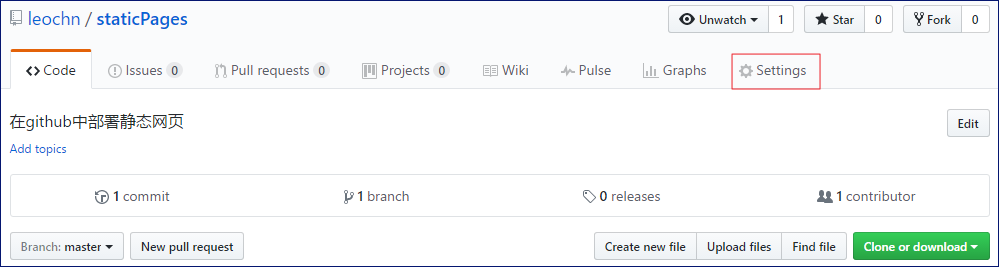 leochn / staticPages Unwatch 1 Star 0 Fork 0
Code Issues 0 Pull requests 0 Projects 0 Wiki Pulse Graphs Settings
在github中部署静态网页 Edit
Add topics
1 commit 1 branch 0 releases 1 contributor
Branch: master New pull request Create new file Upload files Find file Clone or download